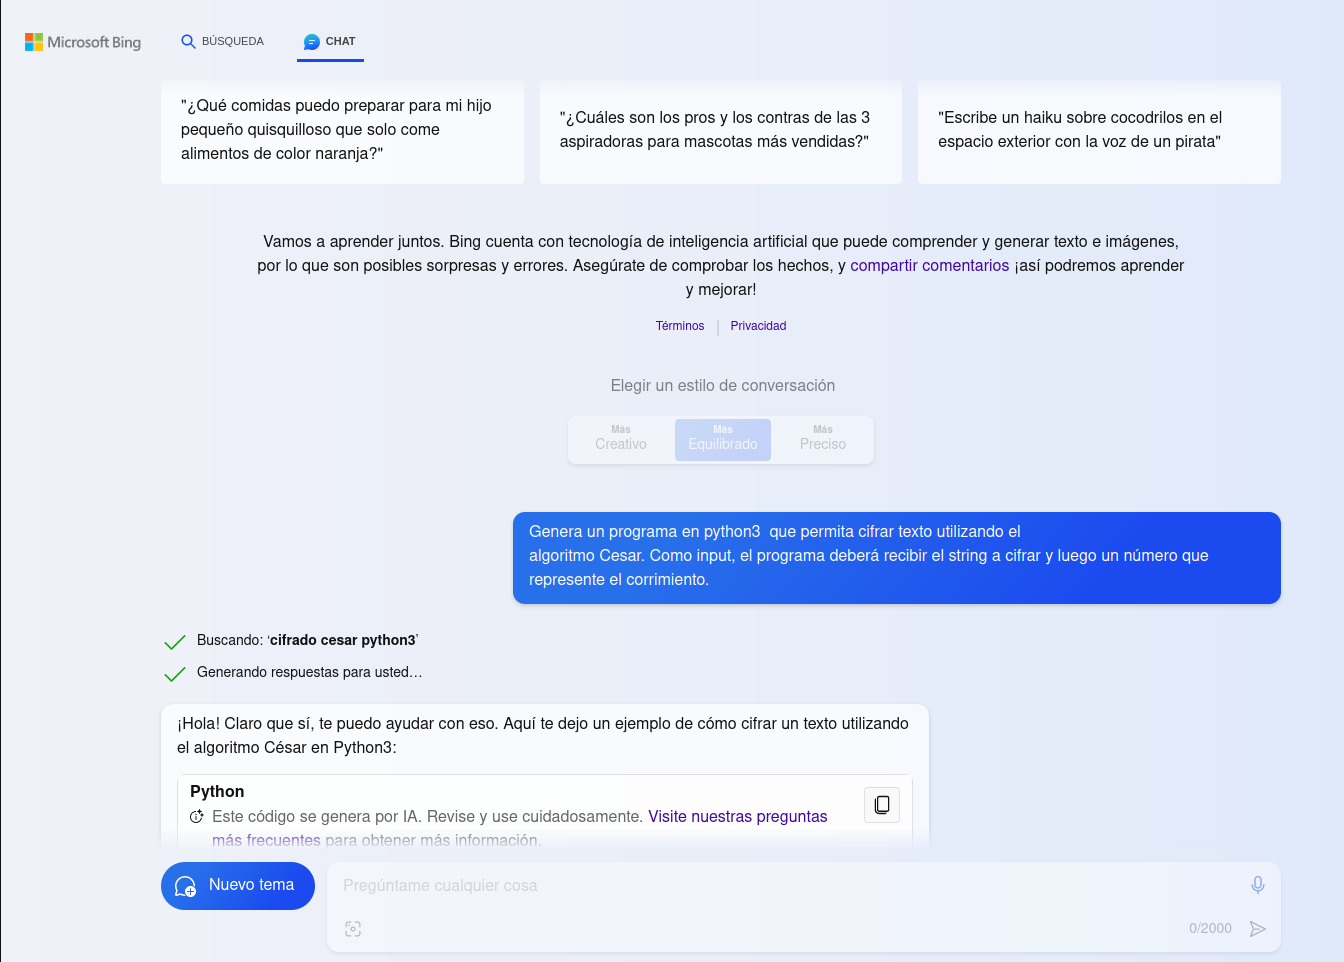 Microsoft Bing
BÚSQUEDA
CHAT
"¿Qué comidas puedo preparar para mi hijo
pequeño quisquilloso que solo come
alimentos de color naranja?"
"¿Cuáles son los pros y los contras de las 3
aspiradoras para mascotas más vendidas?"
"Escribe un haiku sobre cocodrilos en el
espacio exterior con la voz de un pirata"
Vamos a aprender juntos. Bing cuenta con tecnología de inteligencia artificial que puede comprender y generar texto e imágenes,
por lo que son posibles sorpresas y errores. Asegúrate de comprobar los hechos, y compartir comentarios ¡así podremos aprender
y mejorar!
Términos | Privacidad
Elegir un estilo de conversación
Más
Creativo
Más
Equilibrado
Más
Preciso
Genera un programa en python3  que permita cifrar texto utilizando el
algoritmo Cesar. Como input, el programa deberá recibir el string a cifrar y luego un número que
represente el corrimiento.
Buscando: ‘cifrado cesar python3’
Generando respuestas para usted…
¡Hola! Claro que sí, te puedo ayudar con eso. Aquí te dejo un ejemplo de cómo cifrar un texto utilizando
el algoritmo César en Python3:
Python
Este código se genera por IA. Revise y use cuidadosamente. Visite nuestras preguntas
más frecuentes para obtener más información.
Nuevo tema
Pregúntame cualquier cosa
0/2000